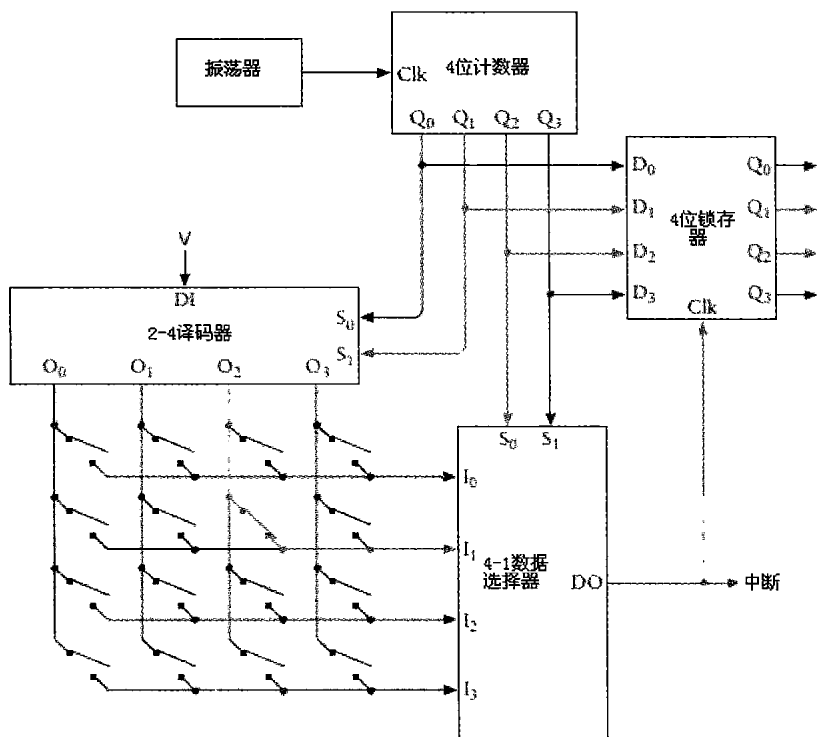 振荡器
4位计数器
Clk
Q₀ Q₁ Q₂ Q₃
D₀ Q₀
D₁ Q₁
4位锁存器
D₂ Q₂
D₃ Q₃
Clk
V
DI
S₀
2-4译码器
S₁
O₀ O₁ O₂ O₃
S₀ S₁
I₀
I₁
4-1数据
选择器
DO
中断
I₂
I₃